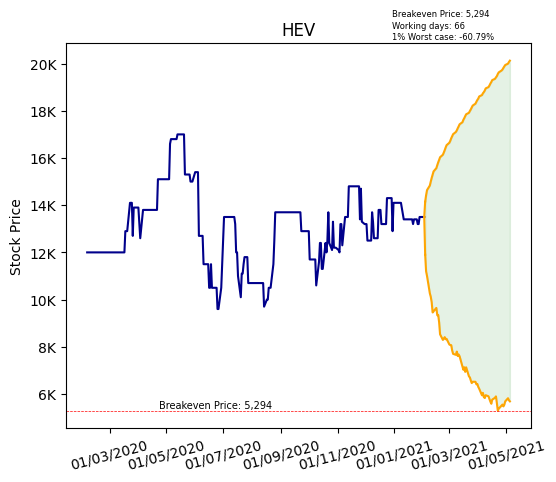 Breakeven Price: 5,294
Working days: 66
1% Worst case: -60.79%
HEV
Stock Price
20K
18K
16K
14K
12K
10K
8K
6K
Breakeven Price: 5,294
01/03/2020
01/05/2020
01/07/2020
01/09/2020
01/11/2020
01/01/2021
01/03/2021
01/05/2021